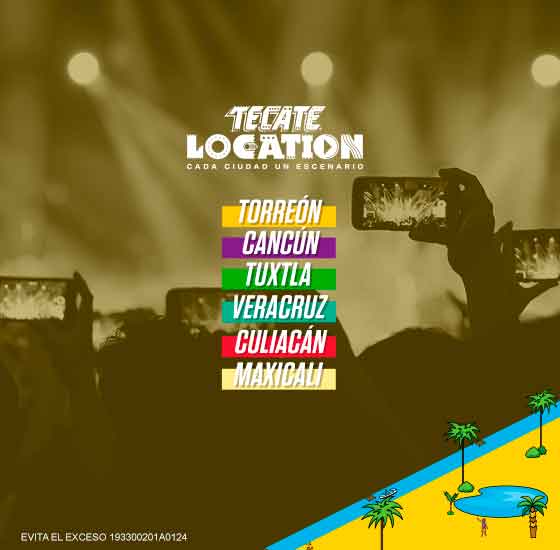 TECATE
LOCATION
CADA CIUDAD UN ESCENARIO
TORREÓN
CANCÚN
TUXTLA
VERACRUZ
CULIACÁN
MAXICALI
EVITA EL EXCESO 193300201A0124